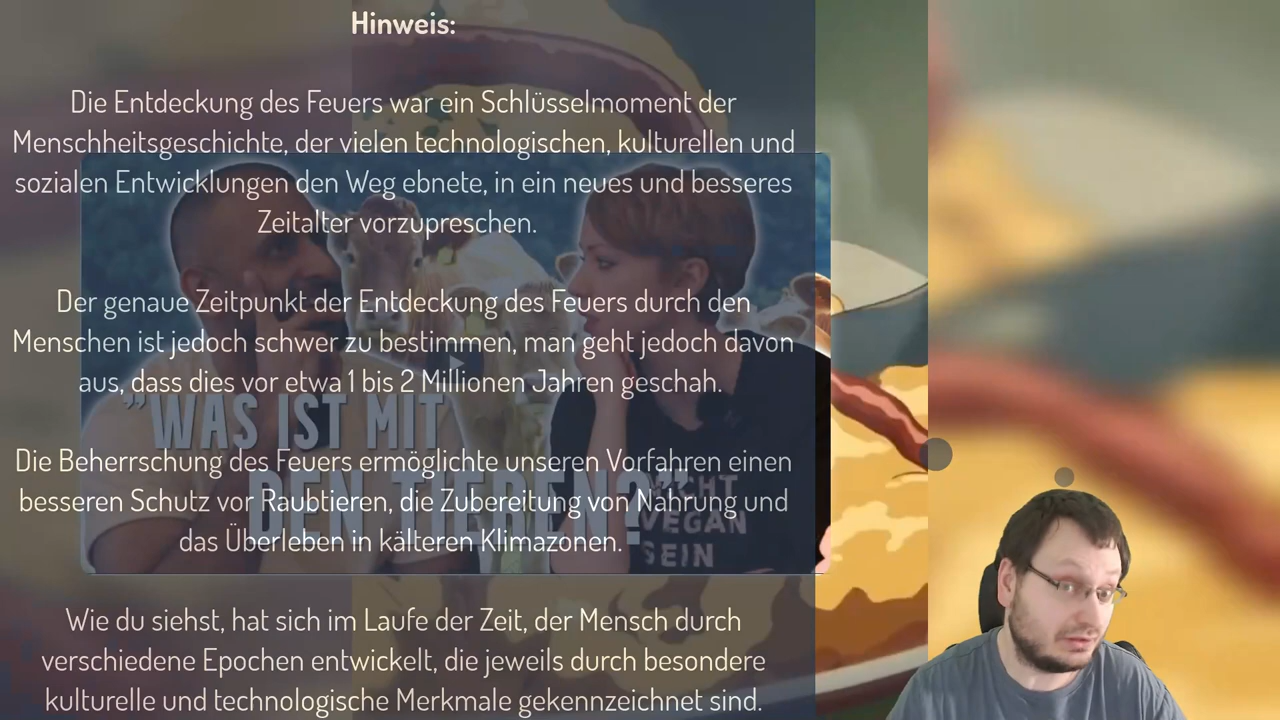 Hinweis:
Die Entdeckung des Feuers war ein Schlüsselmoment der
Menschheitsgeschichte, der vielen technologischen, kulturellen und
sozialen Entwicklungen den Weg ebnete, in ein neues und besseres
Zeitalter vorzupreschen.
Der genaue Zeitpunkt der Entdeckung des Feuers durch den
Menschen ist jedoch schwer zu bestimmen, man geht jedoch davon
aus, dass dies vor etwa 1 bis 2 Millionen Jahren geschah.
Die Beherrschung des Feuers ermöglichte unseren Vorfahren einen
besseren Schutz vor Raubtieren, die Zubereitung von Nahrung und
das Überleben in kälteren Klimazonen.
Wie du siehst, hat sich im Laufe der Zeit, der Mensch durch
verschiedene Epochen entwickelt, die jeweils durch besondere
kulturelle und technologische Merkmale gekennzeichnet sind.
"WAS IST MIT
DEN TIEREN?"
NICHT
VEGAN
SEIN